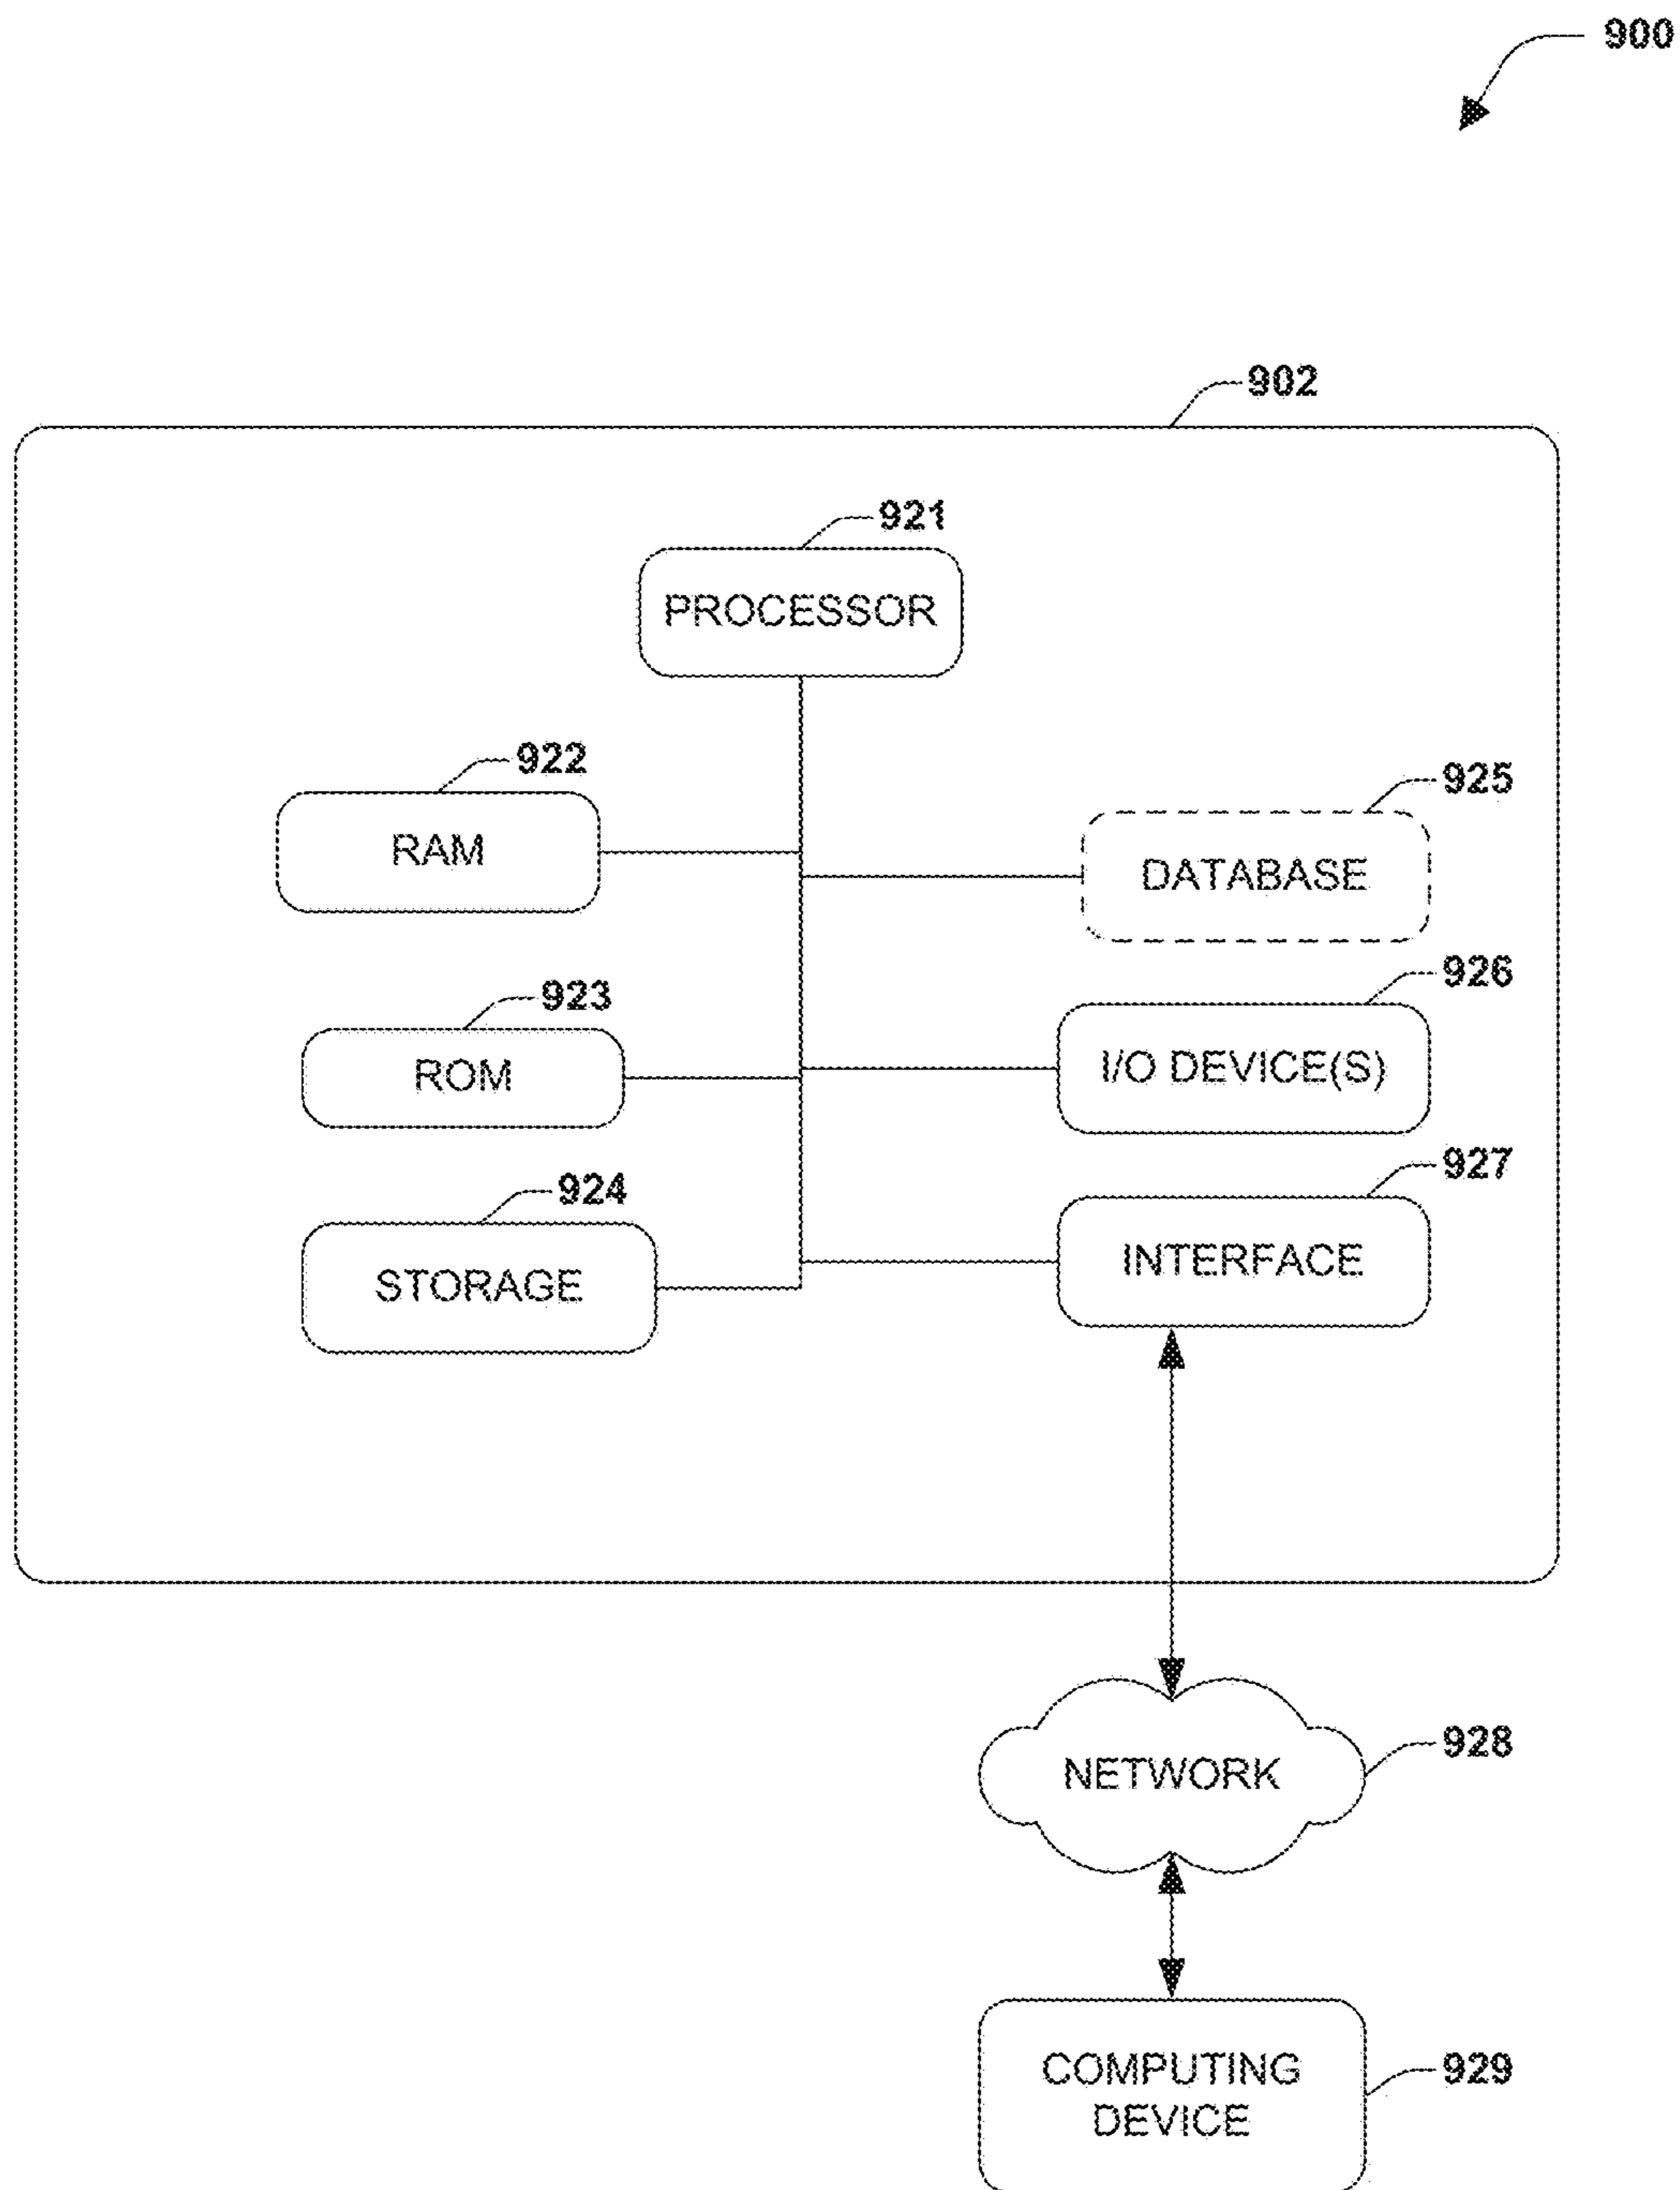 900
902
921
PROCESSOR
922
RAM
925
DATABASE
923
ROM
926
I/O DEVICE(S)
924
STORAGE
927
INTERFACE
NETWORK
928
COMPUTING
DEVICE
929